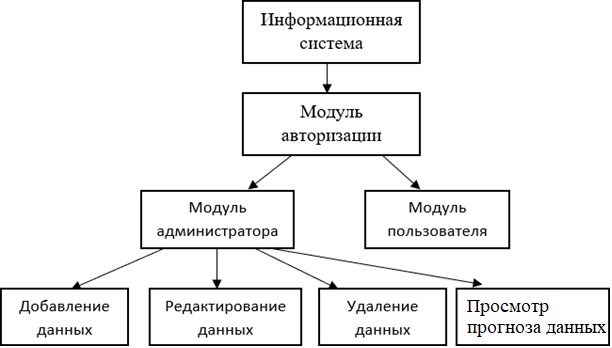 Информационная
система
Модуль
авторизации
Модуль
администратора
Модуль
пользователя
Добавление
данных
Редактирование
данных
Удаление
данных
Просмотр
прогноза данных